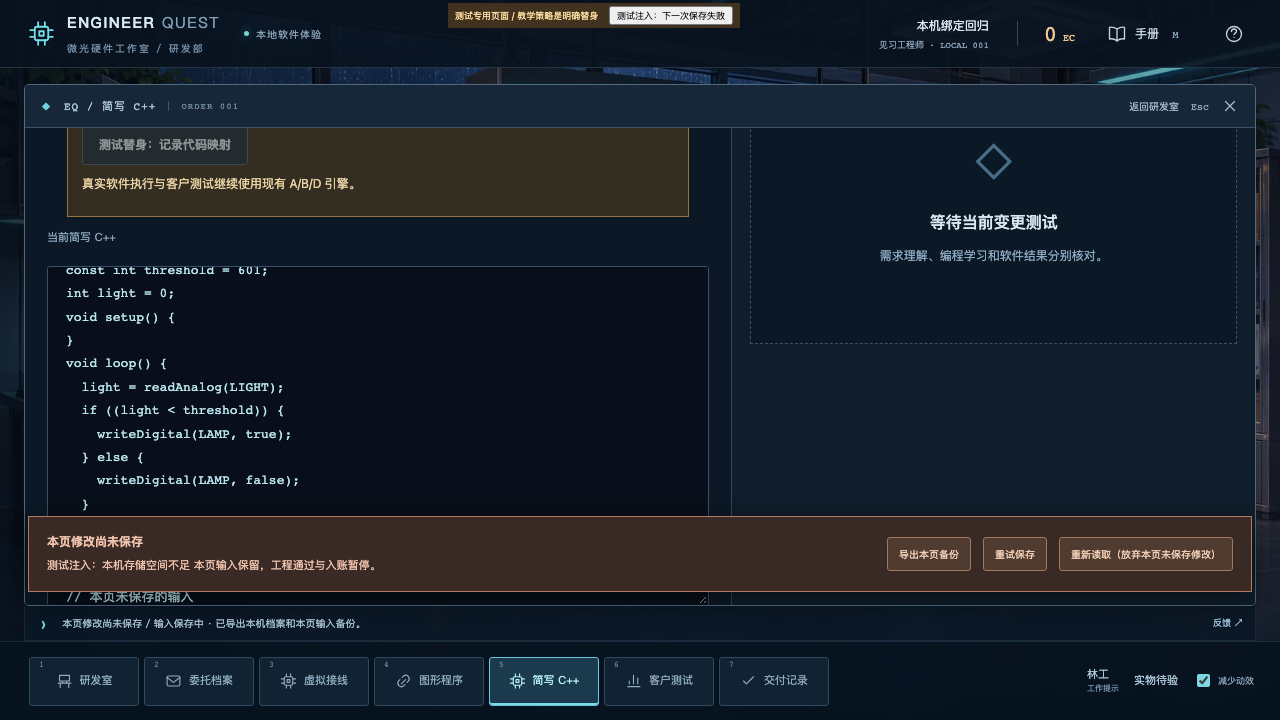 ENGINEER QUEST
微光硬件工作室 / 研发部
本地软件体验
测试专用页面 / 教学策略是明确替身
测试注入：下一次保存失败
本机绑定回归
见习工程师 · LOCAL 001
0 EC
手册 M
EQ / 简写 C++
ORDER 001
返回研发室 Esc
测试替身：记录代码映射
真实软件执行与客户测试继续使用现有 A/B/D 引擎。
当前简写 C++
const int threshold = 601;
int light = 0;
void setup() {
}
void loop() {
light = readAnalog(LIGHT);
if ((light < threshold)) {
writeDigital(LAMP, true);
} else {
writeDigital(LAMP, false);
}
等待当前变更测试
需求理解、编程学习和软件结果分别核对。
本页修改尚未保存
测试注入：本机存储空间不足 本页输入保留，工程通过与入账暂停。
导出本页备份
重试保存
重新读取（放弃本页未保存修改）
// 本页未保存的输入
本页修改尚未保存 / 输入保存中 · 已导出本机档案和本页输入备份。
反馈 ↗
1 研发室
2 委托档案
3 虚拟接线
4 图形程序
5 简写 C++
6 客户测试
7 交付记录
林工
工作提示
实物待验
减少动效